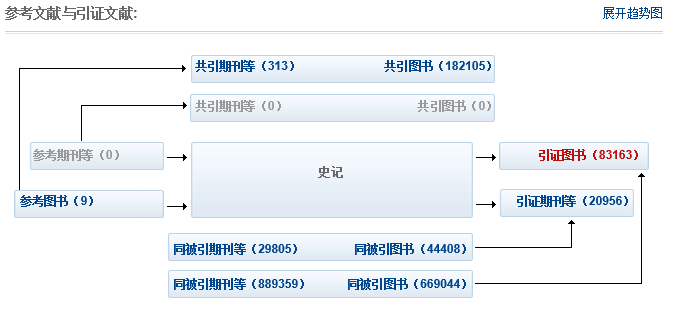 参考文献与引证文献: 展开趋势图
共引期刊等（313） 共引图书（182105）
共引期刊等（0） 共引图书（0）
参考期刊等（0） 引证图书（83163）
史记
参考图书（9） 引证期刊等（20956）
同被引期刊等（29805） 同被引图书（44408）
同被引期刊等（889359） 同被引图书（669044）